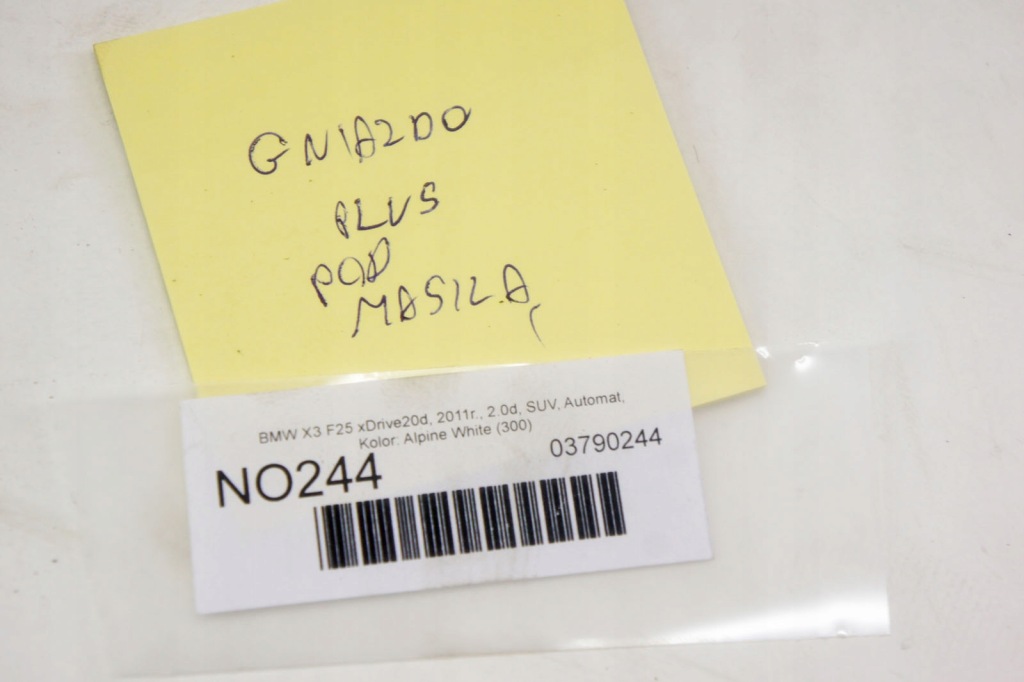 GNIAZDO
PLUS
POD
MASKĄ
BMW X3 F25 xDrive20d, 2011r., 2.0d, SUV, Automat,
Kolor: Alpine White (300)
NO244
03790244